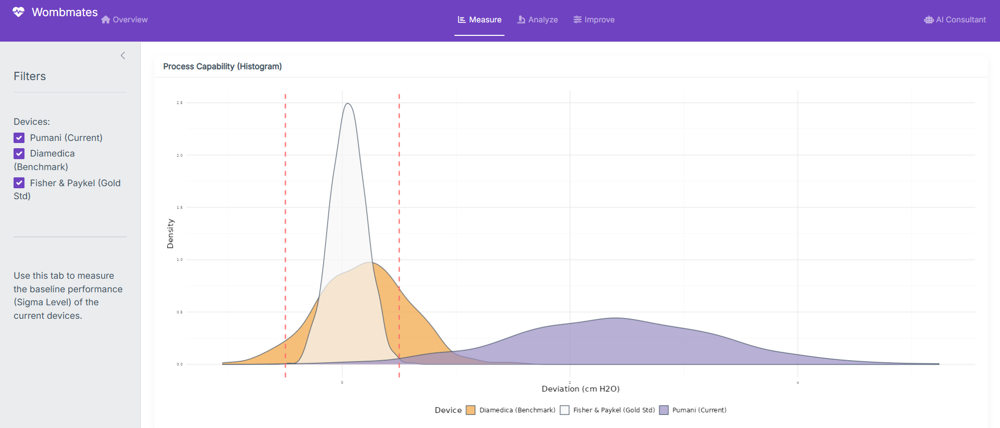 Wombmates
Overview
Measure
Analyze
Improve
AI Consultant
Filters
Devices:
Pumani (Current)
Diamedica
(Benchmark)
Fisher & Paykel (Gold
Std)
Use this tab to measure
the baseline performance
(Sigma Level) of the
current devices.
Process Capability (Histogram)
Density
2.5
2.0
1.5
1.0
0.5
0.0
0
2
4
Deviation (cm H2O)
Device
Diamedica (Benchmark)
Fisher & Paykel (Gold Std)
Pumani (Current)